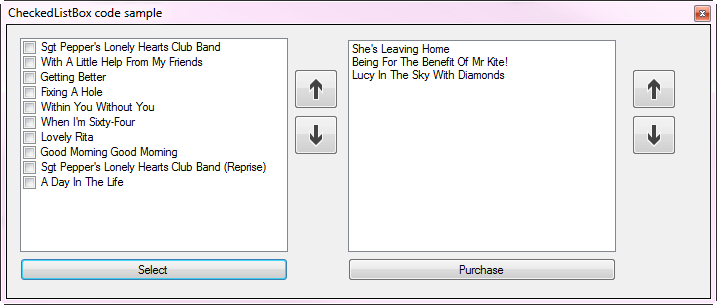 CheckedListBox code sample
Sgt Pepper's Lonely Hearts Club Band
With A Little Help From My Friends
Getting Better
Fixing A Hole
Within You Without You
When I'm Sixty-Four
Lovely Rita
Good Morning Good Morning
Sgt Pepper's Lonely Hearts Club Band (Reprise)
A Day In The Life
Select
She's Leaving Home
Being For The Benefit Of Mr Kite!
Lucy In The Sky With Diamonds
Purchase